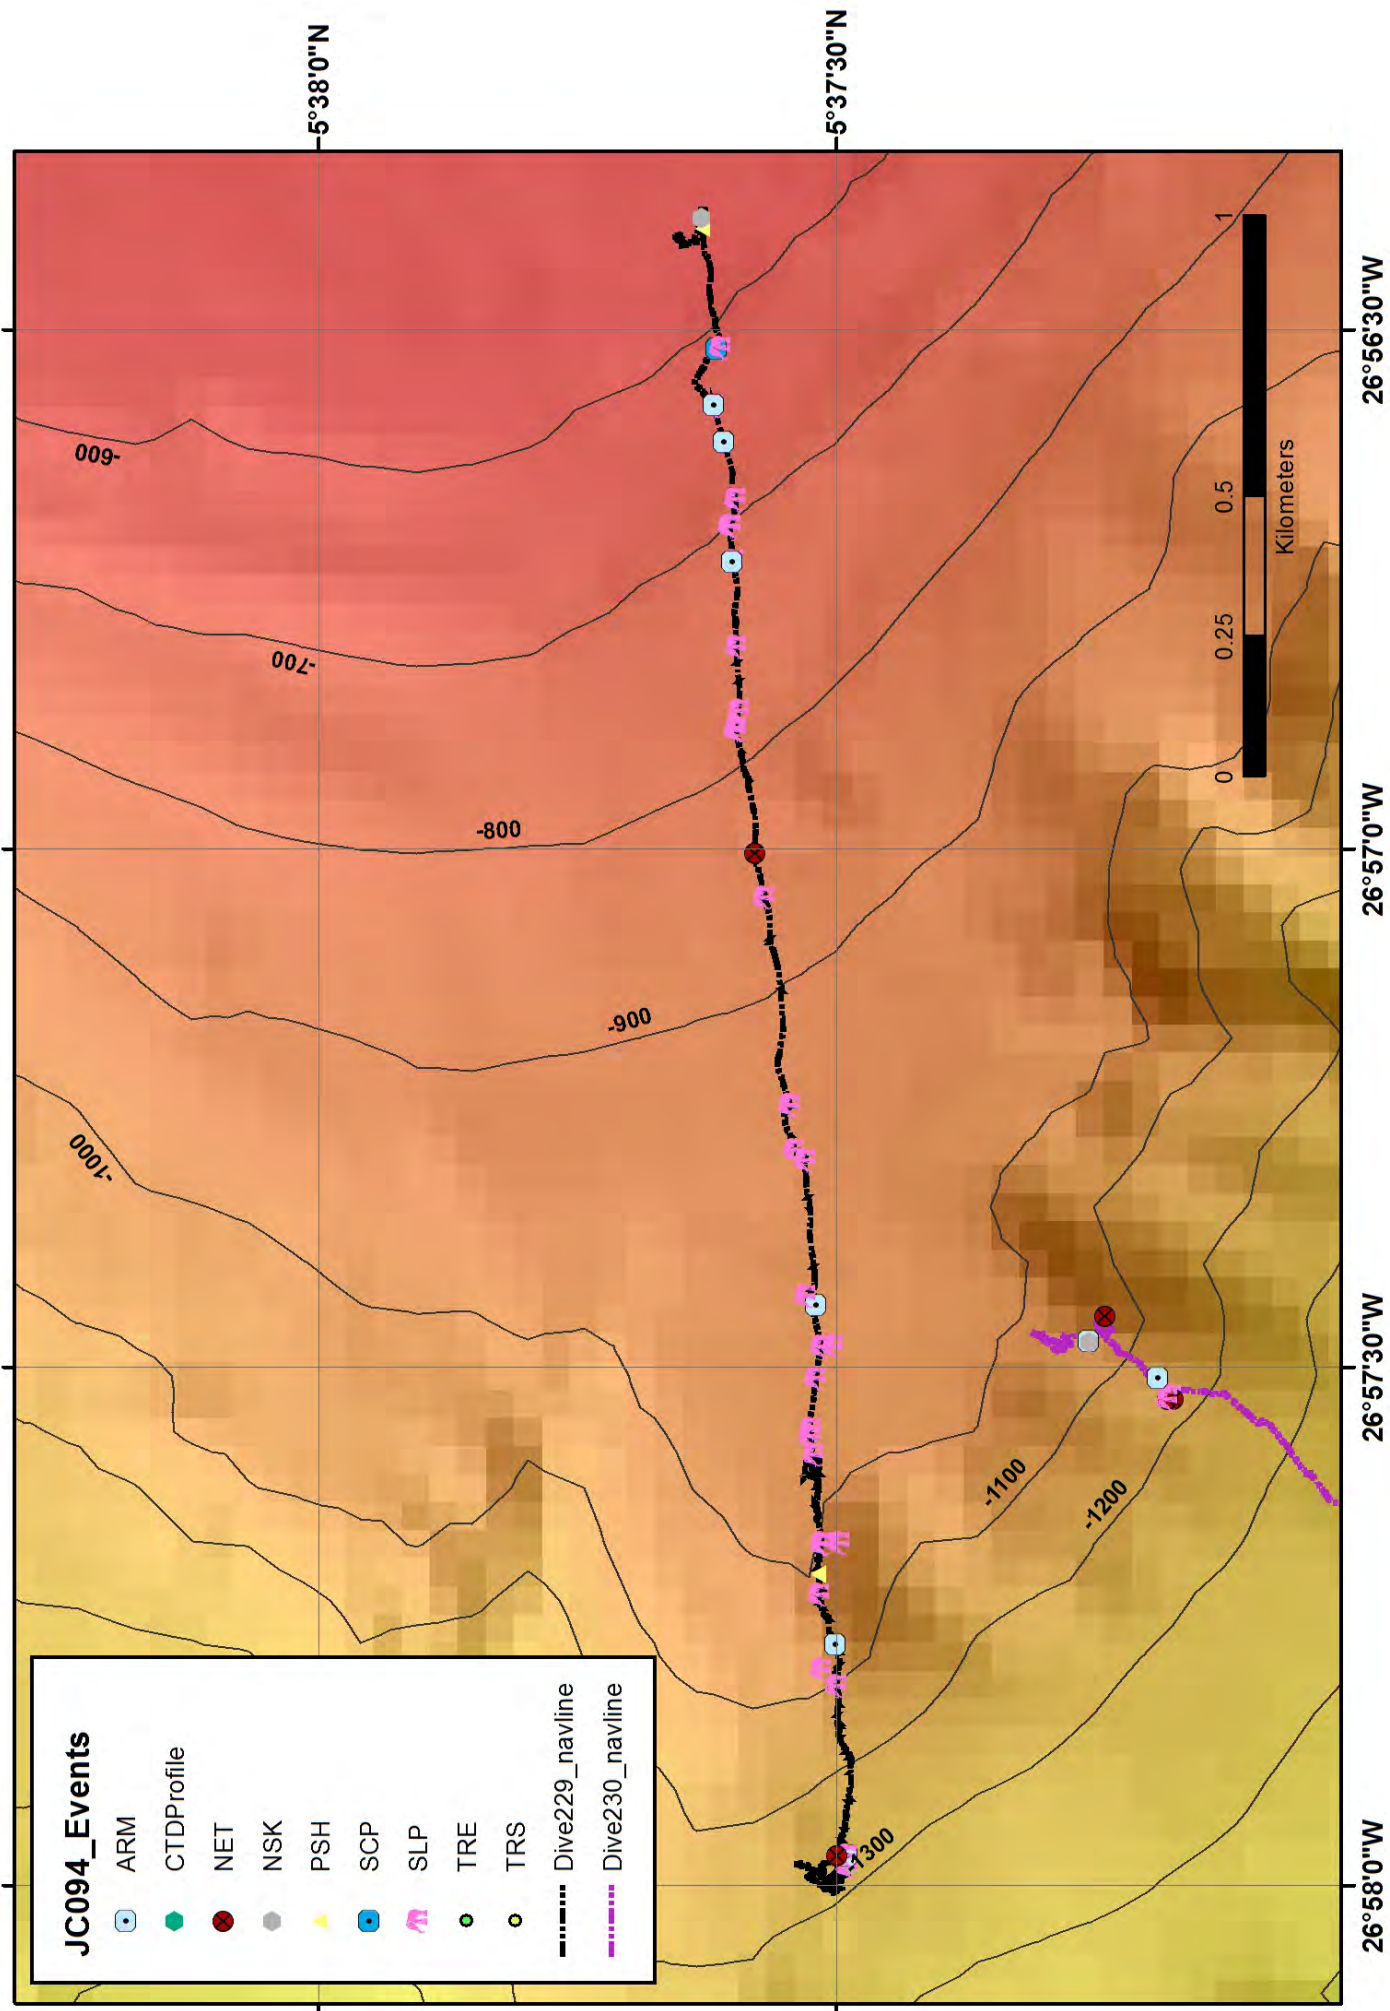 JC094_Events
ARM
CTDProfile
NET
NSK
PSH
SCP
SLP
TRE
TRS
Dive229_navline
Dive230_navline
5°38'0"N
5°37'30"N
26°58'0"W
26°57'30"W
26°57'0"W
26°56'30"W
-600
-700
-800
-900
-1000
-1100
-1200
-1300
0 0.25 0.5 1
Kilometers